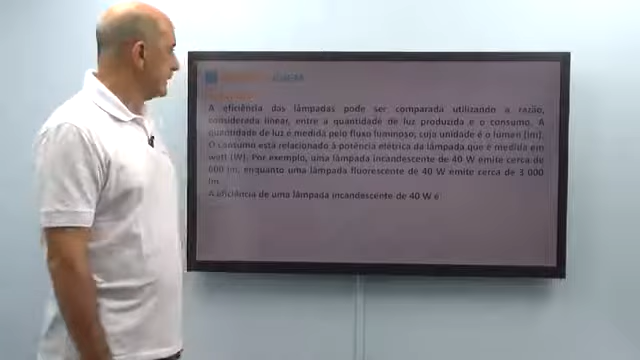 ENEM
A eficiência das lâmpadas pode ser comparada utilizando a razão,
considerada linear, entre a quantidade de luz produzida e o consumo. A
quantidade de luz é medida pelo fluxo luminoso, cuja unidade é o lúmen (lm).
O consumo está relacionado à potência elétrica da lâmpada que é medida em
watt (W). Por exemplo, uma lâmpada incandescente de 40 W emite cerca de
600 lm, enquanto uma lâmpada fluorescente de 40 W emite cerca de 3 000
lm.
A eficiência de uma lâmpada incandescente de 40 W é